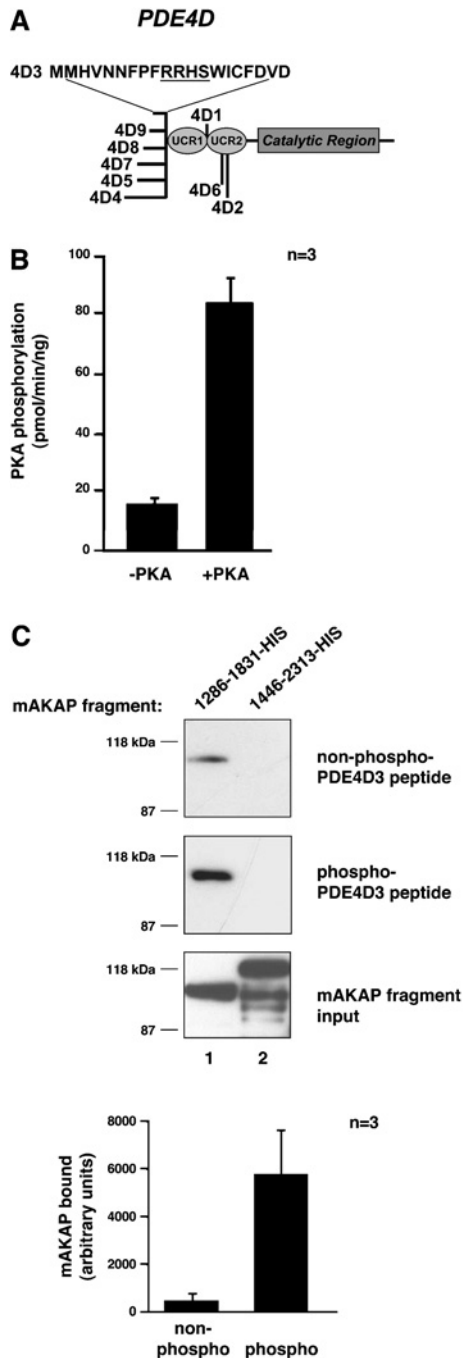 A
PDE4D
4D3 MMHVNNFPFRRHSWICFDVD
4D1
4D9
4D8
4D7
4D5
4D4
UCR1
UCR2
Catalytic Region
4D6
4D2
B
n=3
PKA phosphorylation
(pmol/min/ng)
100
80
60
40
20
0
-PKA
+PKA
C
mAKAP fragment:
1286-1831-HIS
1446-2313-HIS
118 kDa
87
non-phospho-
PDE4D3 peptide
118 kDa
87
phospho-
PDE4D3 peptide
118 kDa
87
mAKAP fragment
input
1
2
n=3
mAKAP bound
(arbitrary units)
8000
6000
4000
2000
0
non-
phospho
phospho